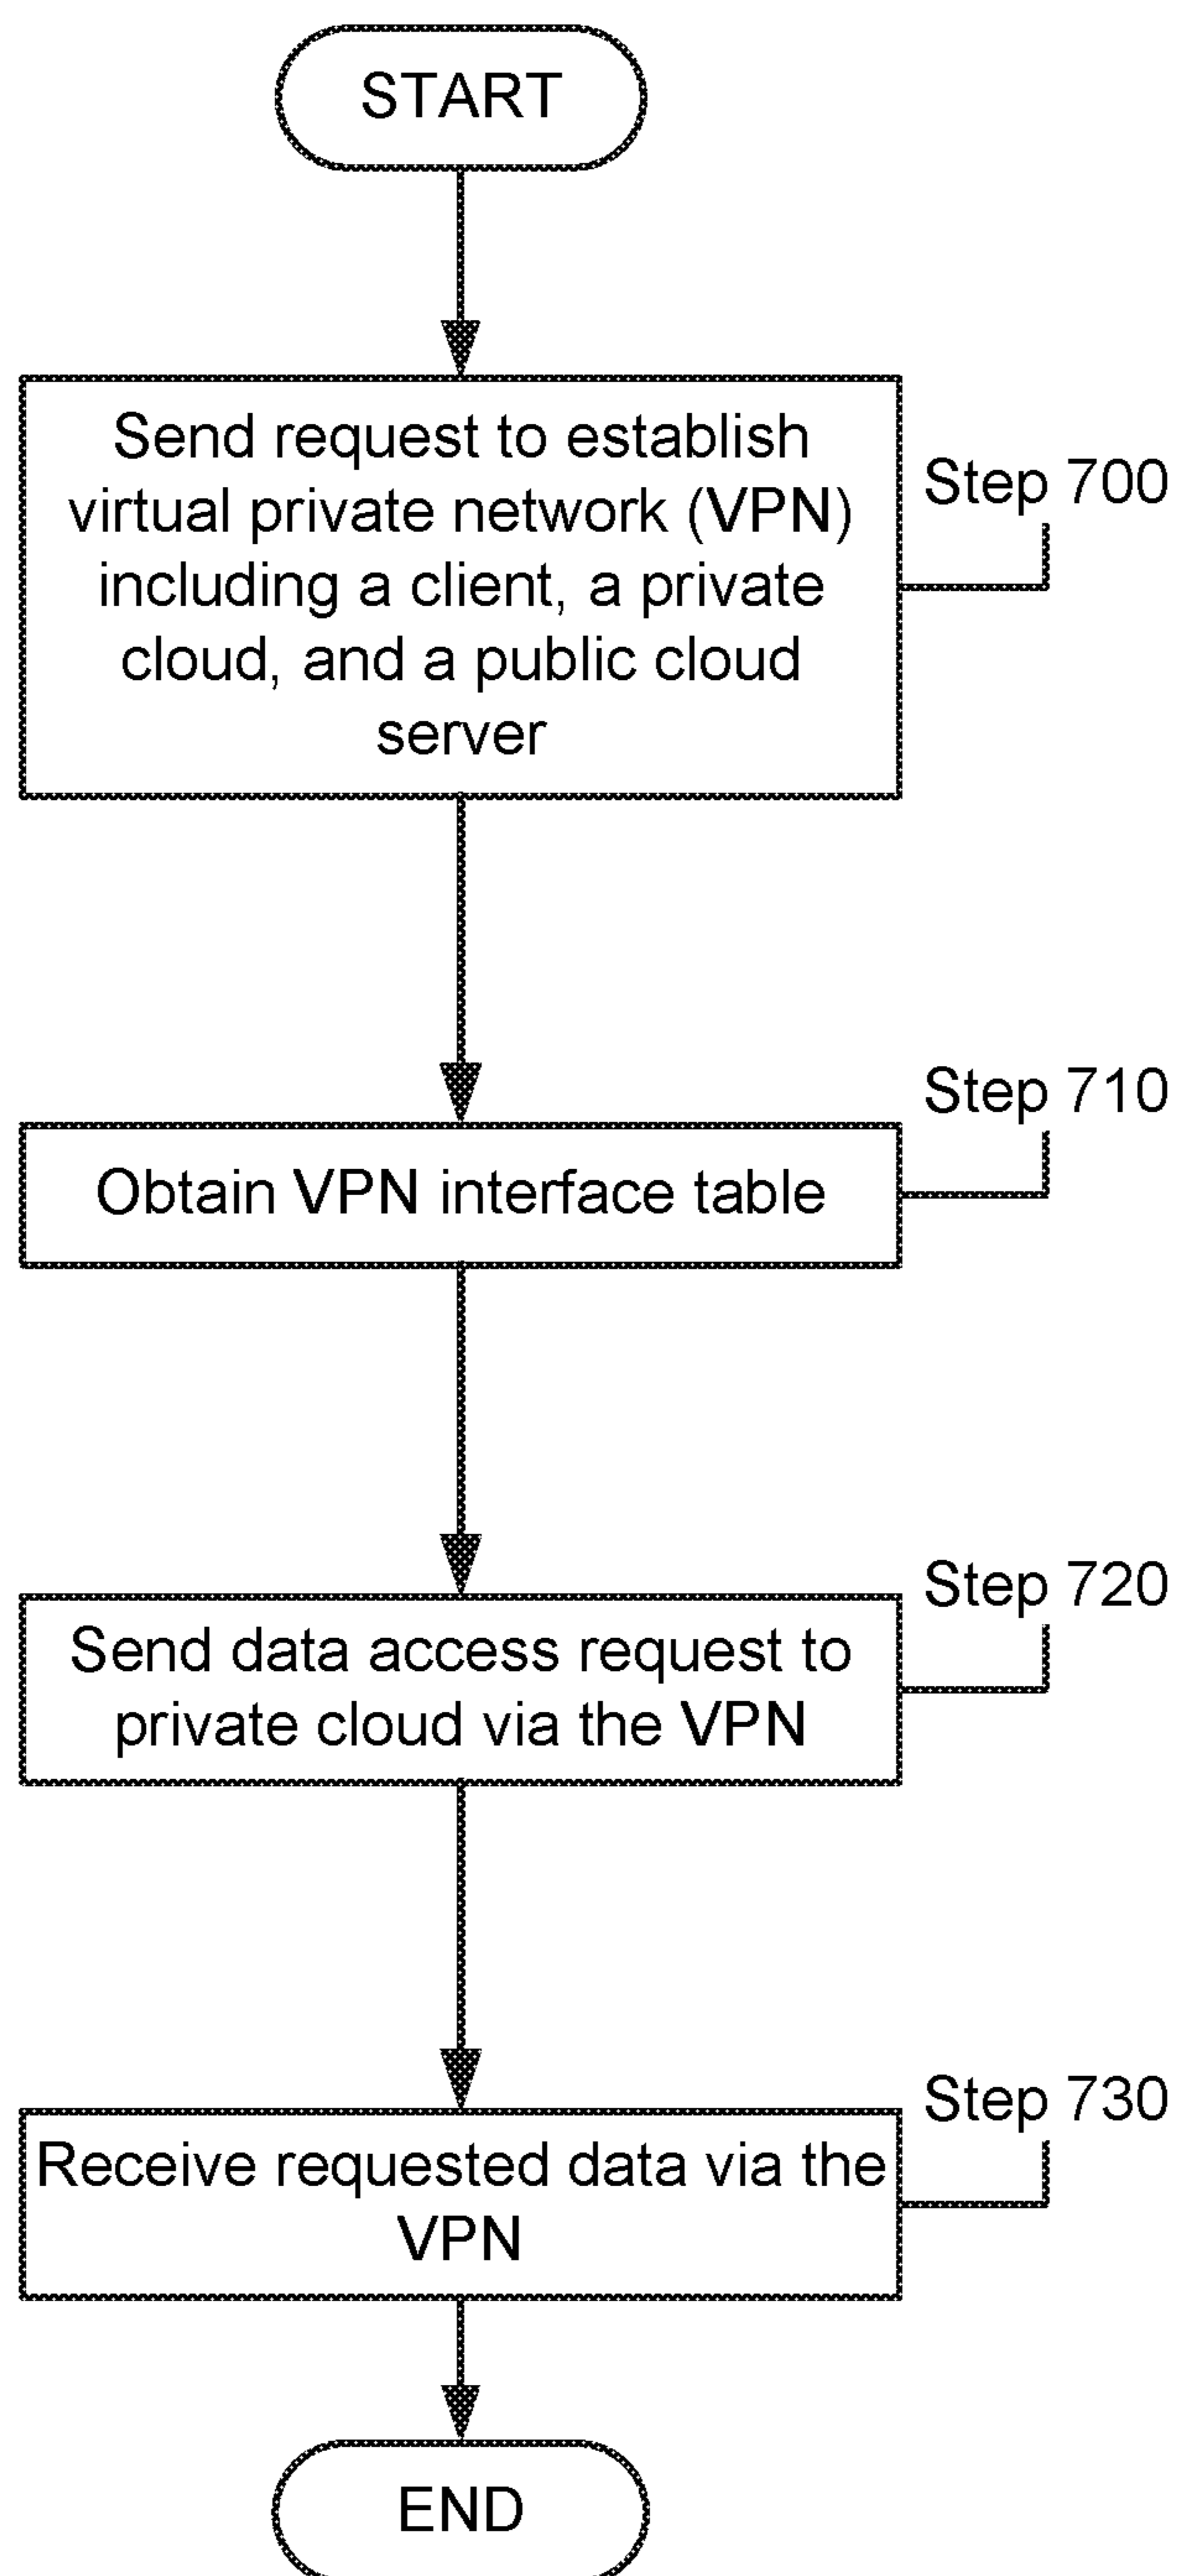 START
Send request to establish
virtual private network (VPN)
including a client, a private
cloud, and a public cloud
server
Step 700
Obtain VPN interface table
Step 710
Send data access request to
private cloud via the VPN
Step 720
Receive requested data via the
VPN
Step 730
END